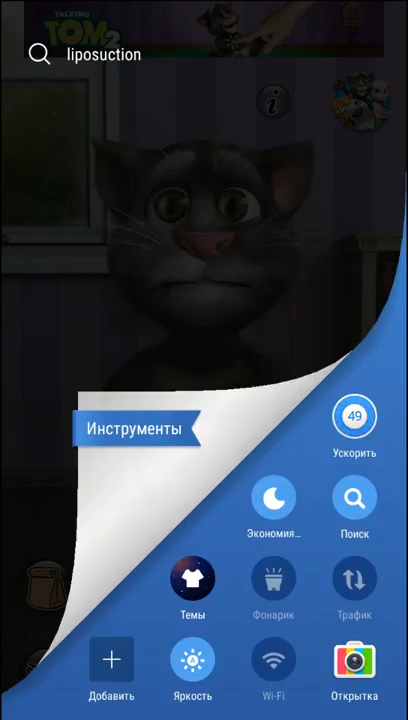 TALKING
TOM 2
liposuction
i
Инструменты
49
Ускорить
Экономия...
Поиск
Темы
Фонарик
Трафик
A
Добавить
Яркость
Wi-Fi
Открытка